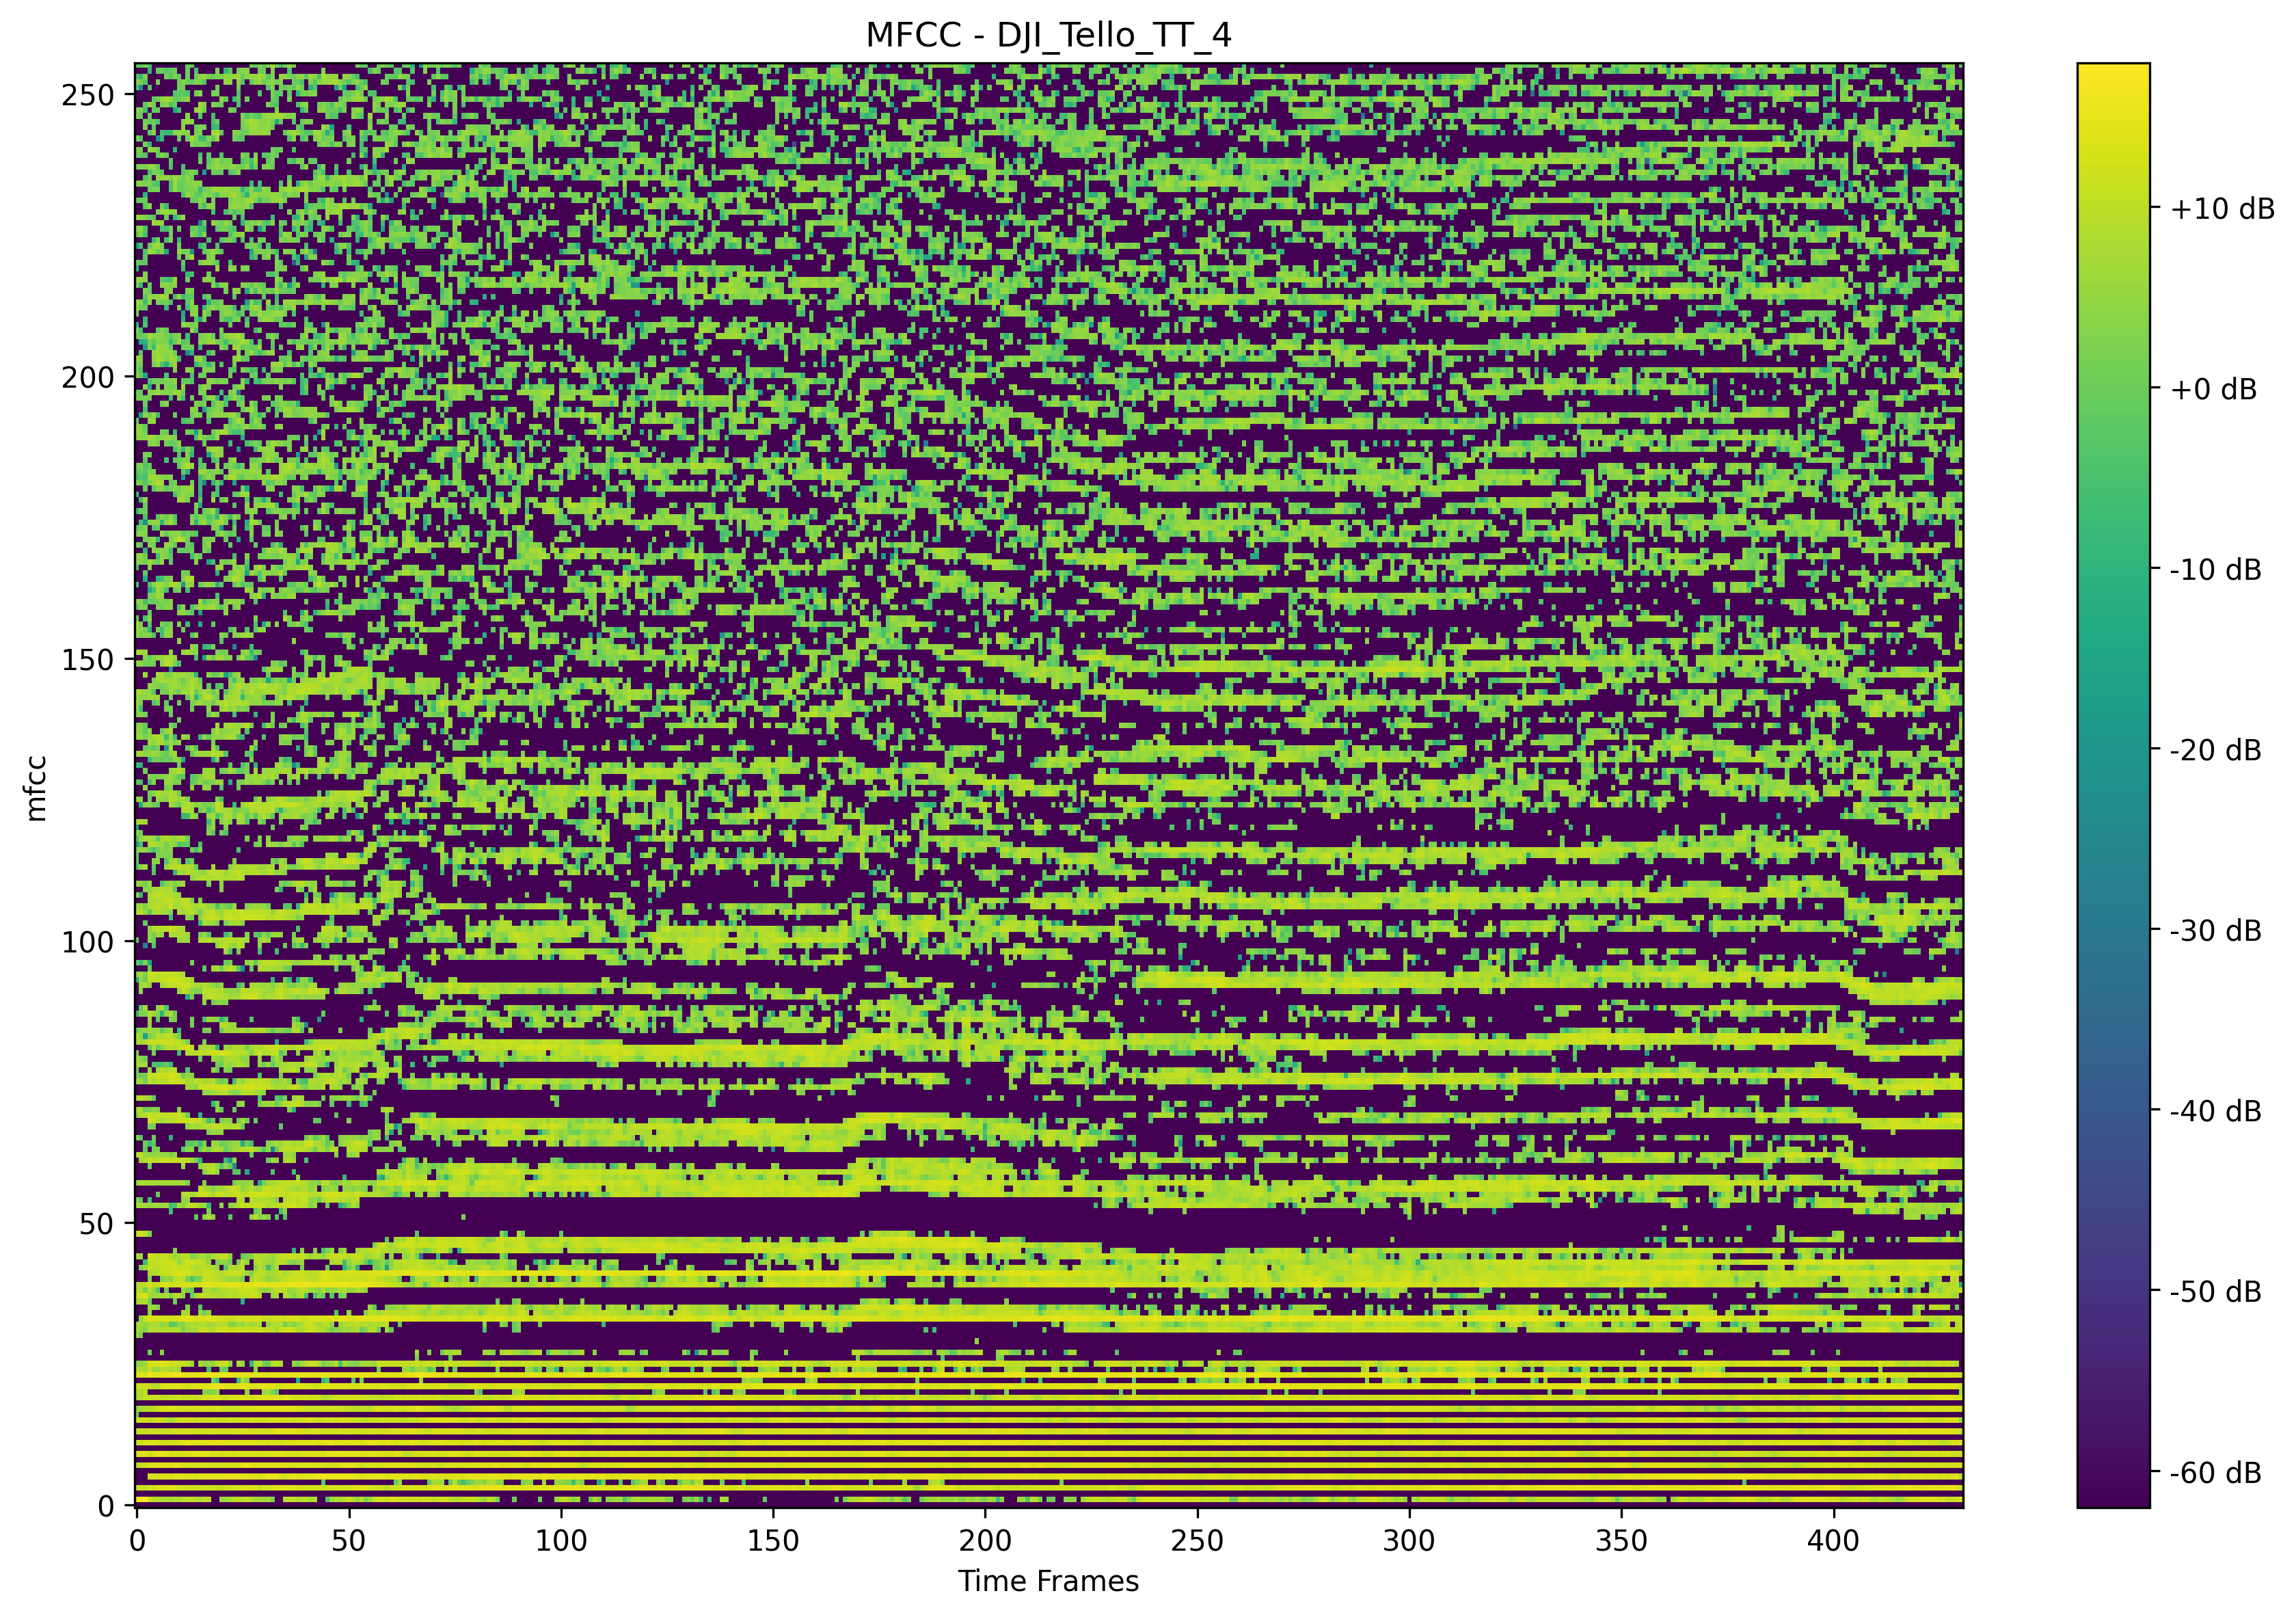 MFCC - DJI_Tello_TT_4
250
200
150
100
50
0
mfcc
0 50 100 150 200 250 300 350 400
Time Frames
+10 dB
+0 dB
-10 dB
-20 dB
-30 dB
-40 dB
-50 dB
-60 dB